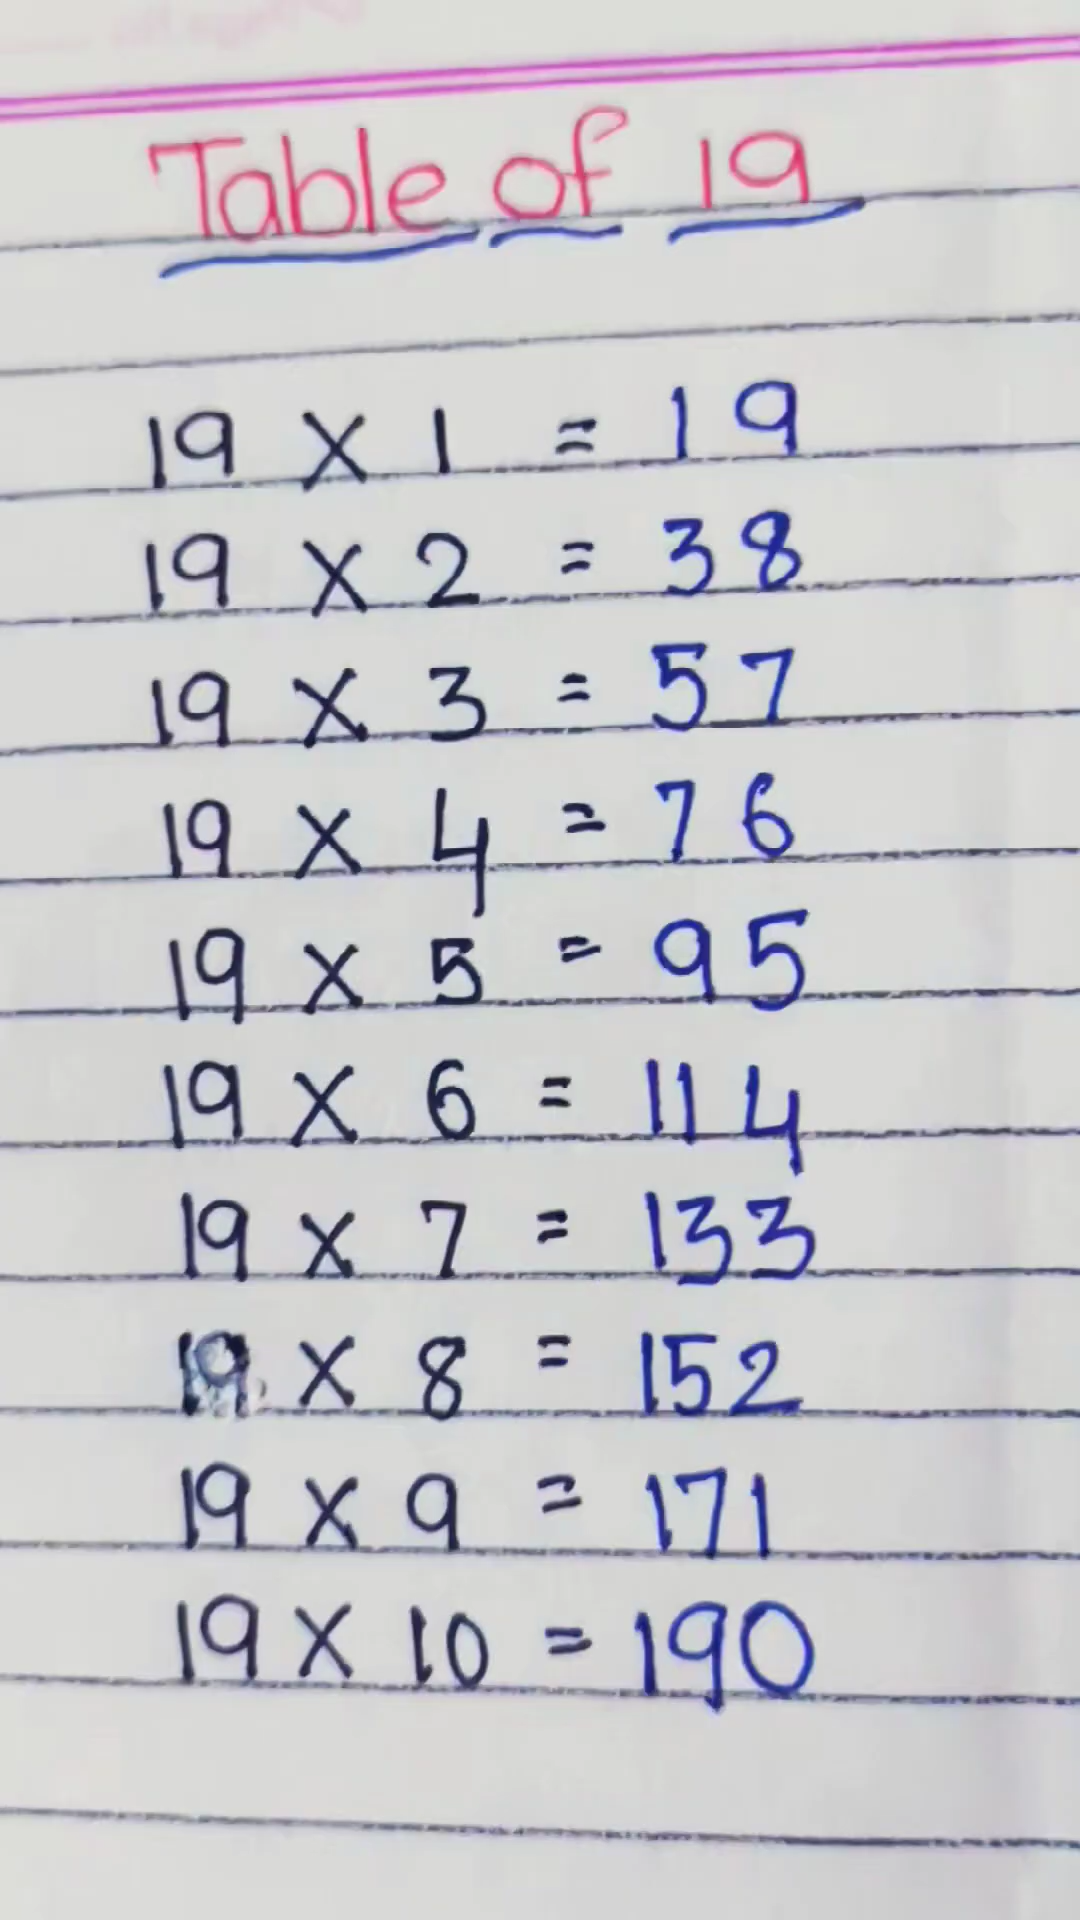 Table of 19
19 X 1 = 19
19 X 2 = 38
19 X 3 = 57
19 X 4 = 76
19 X 5 = 95
19 X 6 = 114
19 X 7 = 133
19 X 8 = 152
19 X 9 = 171
19 X 10 = 190